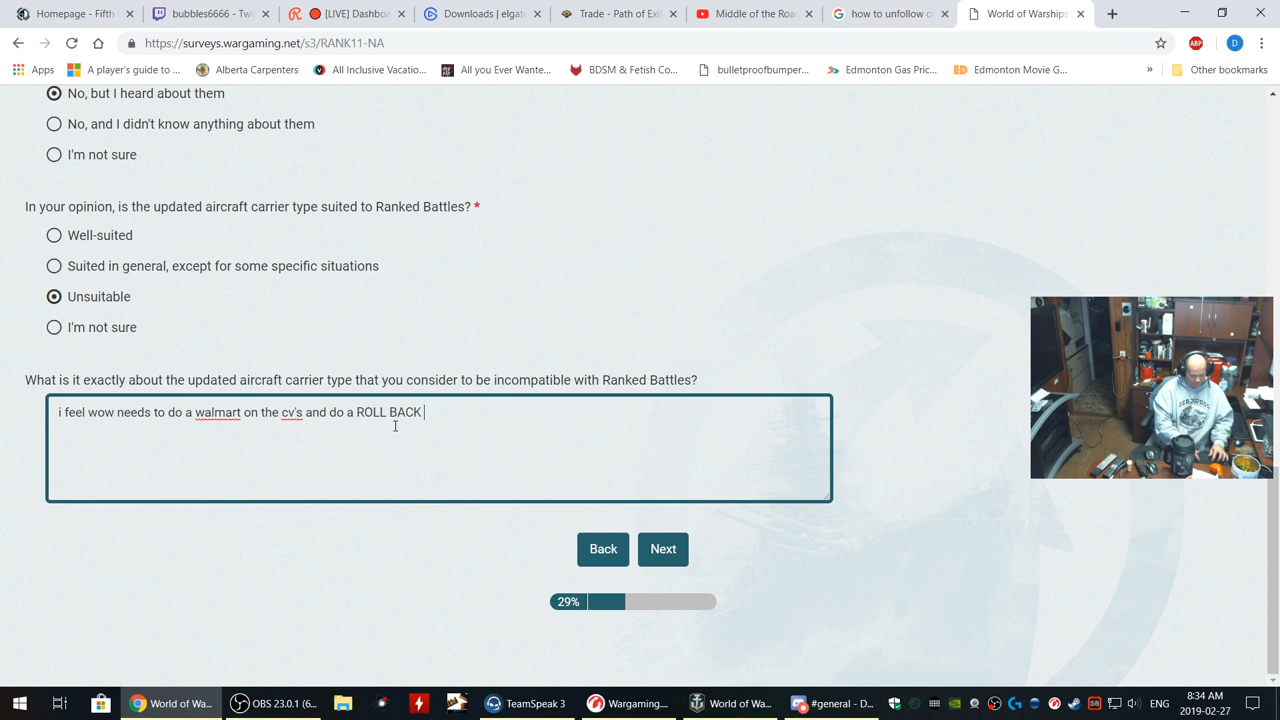 Homepage - Fifth
bubbles6666 - Twi
[LIVE] Dashboa
Downloads | elgat
Trade - Path of Exil
Middle of the Road
how to unfollow o
World of Warships
https://surveys.wargaming.net/s3/RANK11-NA
ABP
D
Apps
A player's guide to ...
Alberta Carpenters
All Inclusive Vacatio...
All you Ever Wante...
BDSM & Fetish Co...
bulletproofbumper...
Edmonton Gas Pric...
Edmonton Movie G...
»
Other bookmarks
No, but I heard about them
No, and I didn't know anything about them
I'm not sure
In your opinion, is the updated aircraft carrier type suited to Ranked Battles? *
Well-suited
Suited in general, except for some specific situations
Unsuitable
I'm not sure
What is it exactly about the updated aircraft carrier type that you consider to be incompatible with Ranked Battles?
i feel wow needs to do a walmart on the cv's and do a ROLL BACK
Back
Next
29%
World of Wa...
OBS 23.0.1 (6...
TeamSpeak 3
Wargaming....
World of Wa...
#general - D...
ENG
8:34 AM
2019-02-27